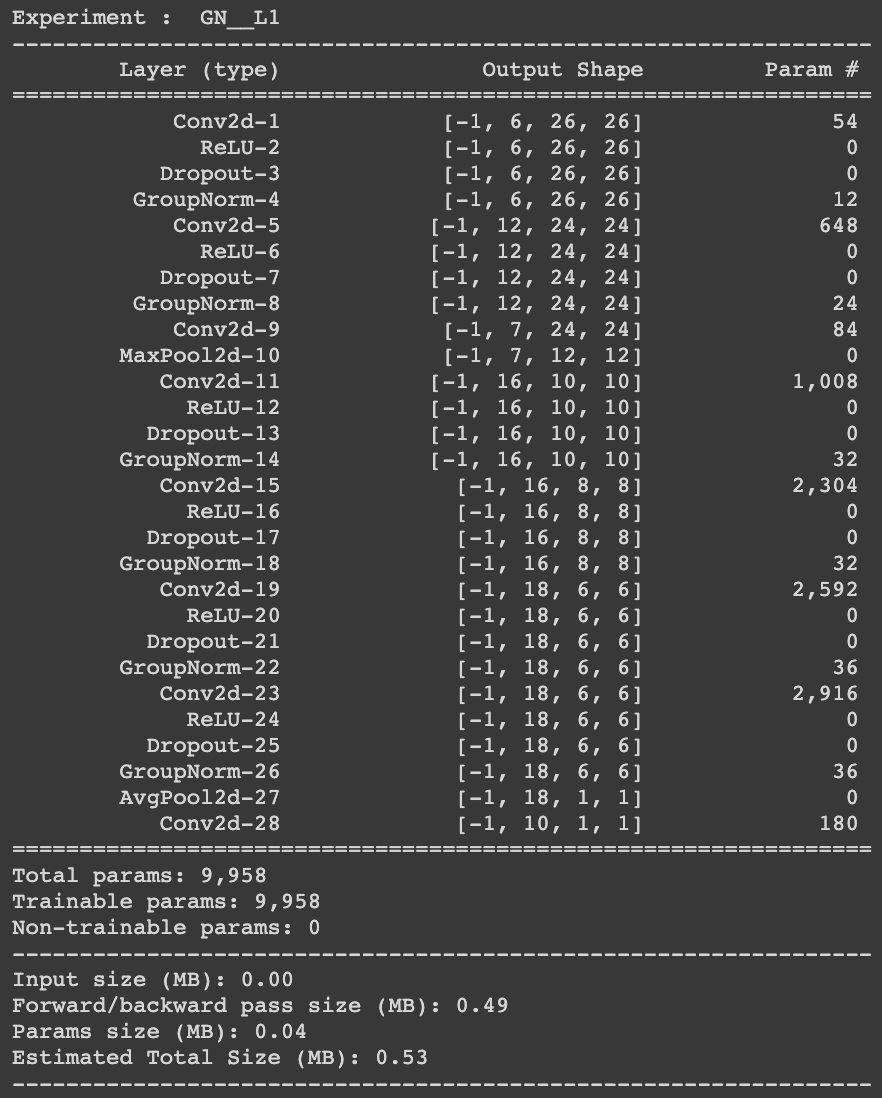 Experiment :  GN__L1
----------------------------------------------------------------
        Layer (type)               Output Shape         Param #
================================================================
            Conv2d-1            [-1, 6, 26, 26]              54
              ReLU-2            [-1, 6, 26, 26]               0
           Dropout-3            [-1, 6, 26, 26]               0
         GroupNorm-4            [-1, 6, 26, 26]              12
            Conv2d-5           [-1, 12, 24, 24]             648
              ReLU-6           [-1, 12, 24, 24]               0
           Dropout-7           [-1, 12, 24, 24]               0
         GroupNorm-8           [-1, 12, 24, 24]              24
            Conv2d-9            [-1, 7, 24, 24]              84
        MaxPool2d-10            [-1, 7, 12, 12]               0
           Conv2d-11           [-1, 16, 10, 10]           1,008
             ReLU-12           [-1, 16, 10, 10]               0
          Dropout-13           [-1, 16, 10, 10]               0
        GroupNorm-14           [-1, 16, 10, 10]              32
           Conv2d-15             [-1, 16, 8, 8]           2,304
             ReLU-16             [-1, 16, 8, 8]               0
          Dropout-17             [-1, 16, 8, 8]               0
        GroupNorm-18             [-1, 16, 8, 8]              32
           Conv2d-19             [-1, 18, 6, 6]           2,592
             ReLU-20             [-1, 18, 6, 6]               0
          Dropout-21             [-1, 18, 6, 6]               0
        GroupNorm-22             [-1, 18, 6, 6]              36
           Conv2d-23             [-1, 18, 6, 6]           2,916
             ReLU-24             [-1, 18, 6, 6]               0
          Dropout-25             [-1, 18, 6, 6]               0
        GroupNorm-26             [-1, 18, 6, 6]              36
        AvgPool2d-27             [-1, 18, 1, 1]               0
           Conv2d-28             [-1, 10, 1, 1]             180
================================================================
Total params: 9,958
Trainable params: 9,958
Non-trainable params: 0
----------------------------------------------------------------
Input size (MB): 0.00
Forward/backward pass size (MB): 0.49
Params size (MB): 0.04
Estimated Total Size (MB): 0.53
----------------------------------------------------------------